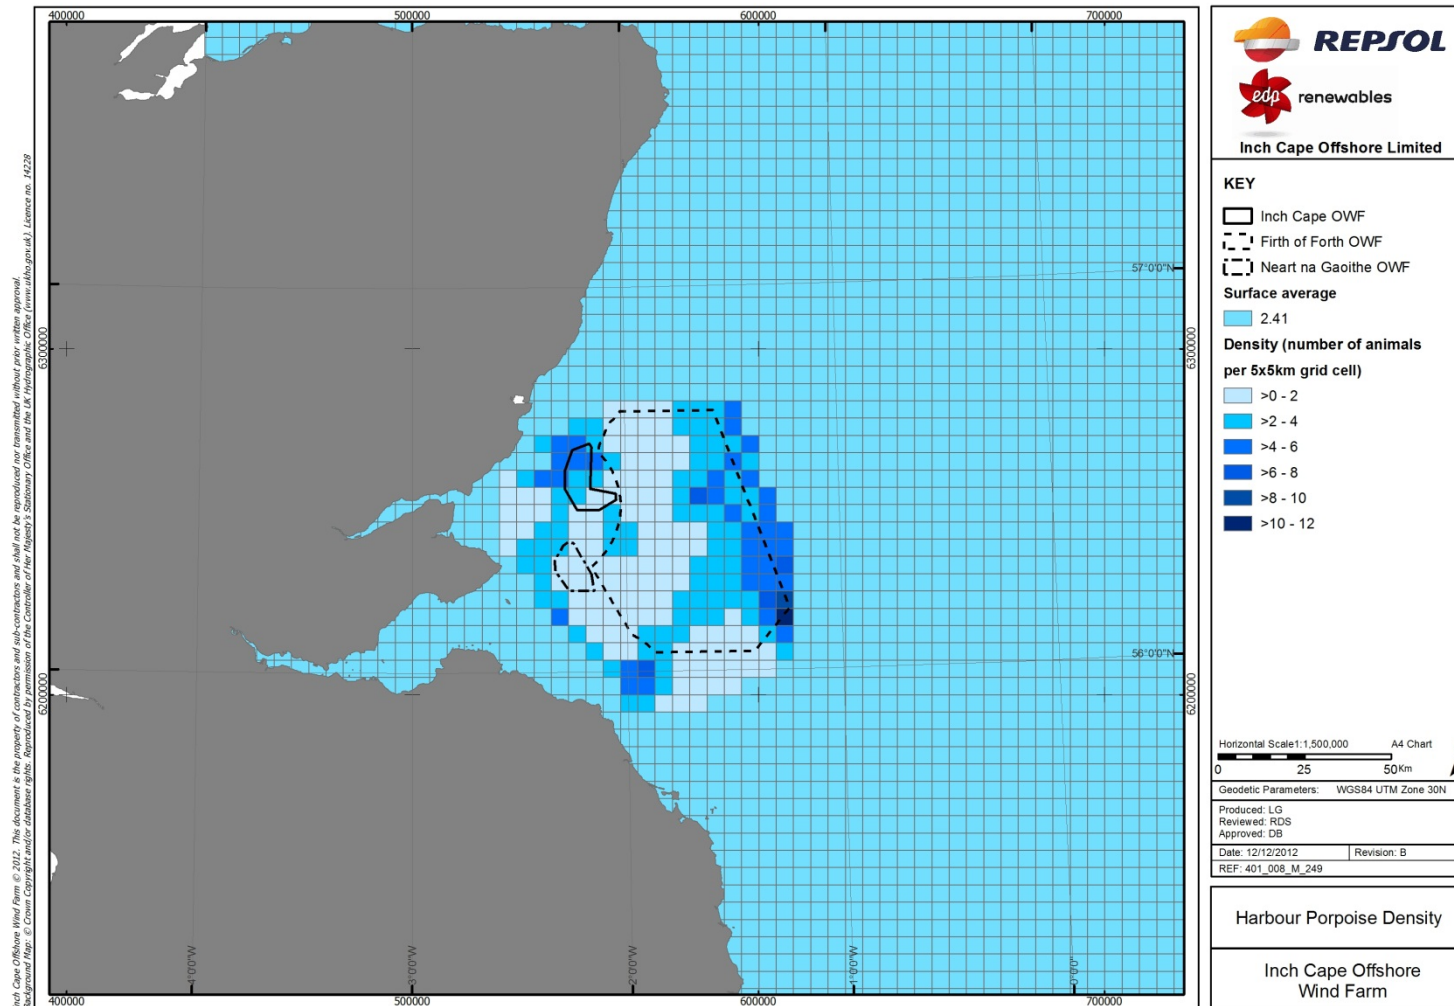 400000
500000
600000
700000
6300000
6200000
6300000
6200000
57°0'0"N
56°0'0"N
4°0'0"W
3°0'0"W
2°0'0"W
1°0'0"W
0°0'0"
400000
500000
600000
700000
Inch Cape Offshore Wind Farm © 2012. This document is the property of contractors and sub-contractors and shall not be reproduced nor transmitted without prior written approval.
Background Map: © Crown Copyright and/or database rights. Reproduced by permission of the Controller of Her Majesty's Stationary Office and the UK Hydrographic Office (www.ukho.gov.uk). Licence no. 14228
REPSOL
edp renewables
Inch Cape Offshore Limited
KEY
Inch Cape OWF
Firth of Forth OWF
Neart na Gaoithe OWF
Surface average
2.41
Density (number of animals
per 5x5km grid cell)
>0 - 2
>2 - 4
>4 - 6
>6 - 8
>8 - 10
>10 - 12
Horizontal Scale1:1,500,000 A4 Chart
0 25 50 Km
Geodetic Parameters: WGS84 UTM Zone 30N
Produced: LG
Reviewed: RDS
Approved: DB
Date: 12/12/2012 Revision: B
REF: 401_008_M_249
Harbour Porpoise Density
Inch Cape Offshore
Wind Farm